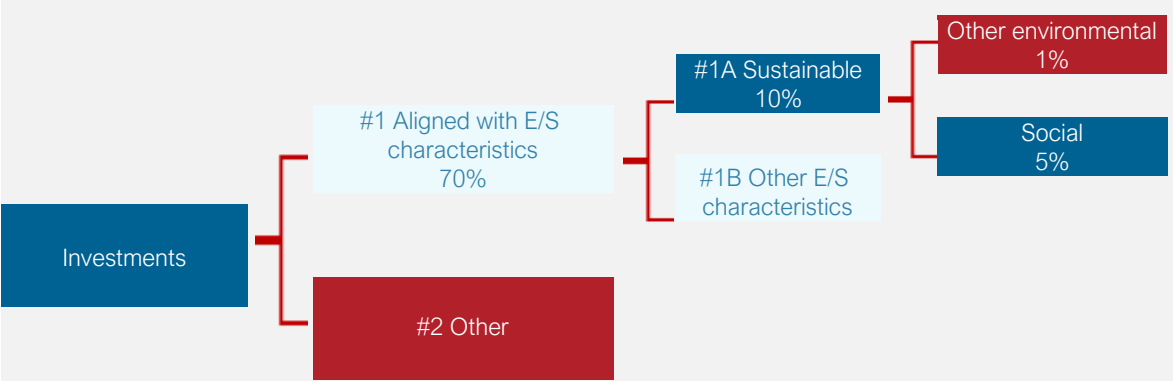 Investments
#1 Aligned with E/S
characteristics
70%
#2 Other
#1A Sustainable
10%
#1B Other E/S
characteristics
Other environmental
1%
Social
5%